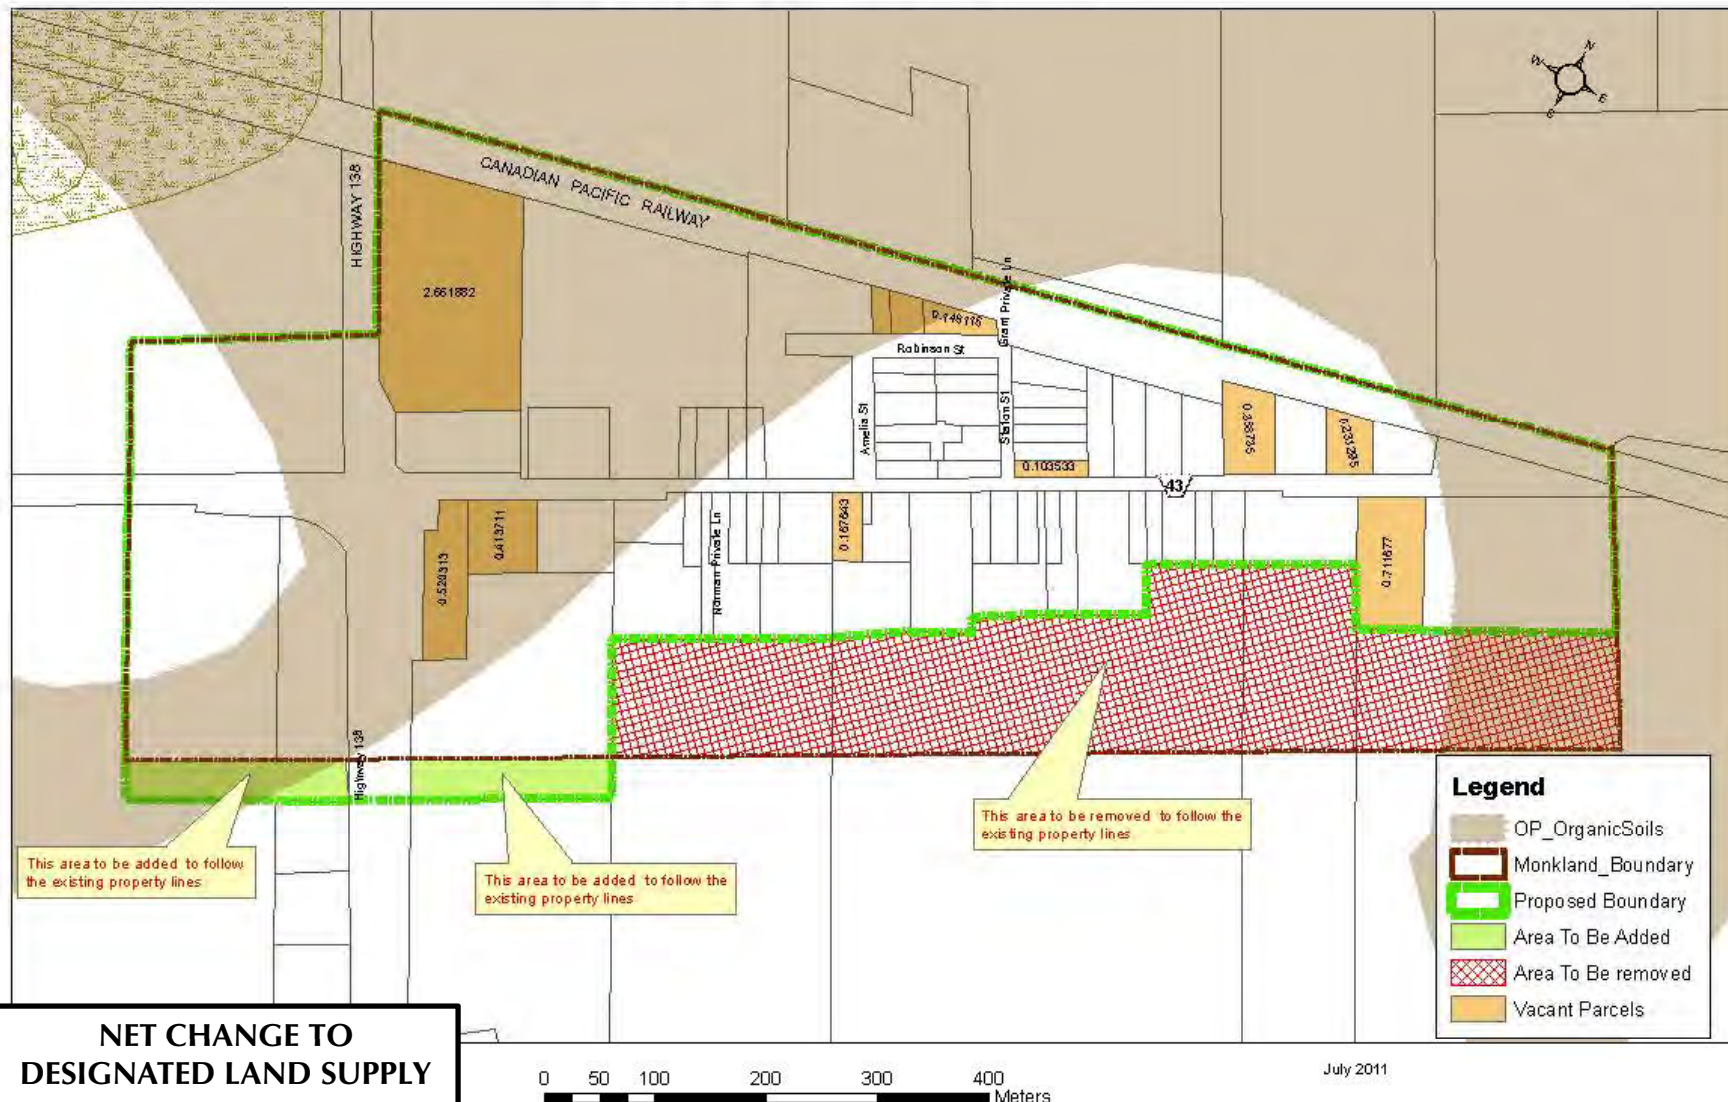 N
W
E
S
HIGHWAY 138
CANADIAN PACIFIC RAILWAY
Grant Private Ln
2.661882
0.148116
Robinson St
Amelia St
Station St
0.103533
43
0.413711
0.529313
Norman Private Ln
0.167643
0.711677
Highway 138
This area to be added to follow
the existing property lines
This area to be added to follow the
existing property lines
This area to be removed to follow the
existing property lines
Legend
OP_OrganicSoils
Monkland_Boundary
Proposed Boundary
Area To Be Added
Area To Be removed
Vacant Parcels
NET CHANGE TO
DESIGNATED LAND SUPPLY
0 50 100 200 300 400
Meters
July 2011